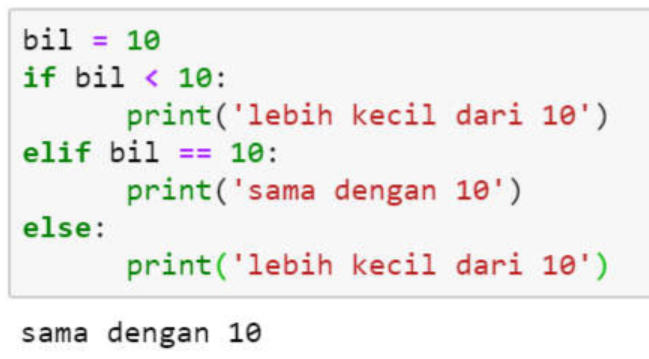 bil = 10
if bil < 10:
      print('lebih kecil dari 10')
elif bil == 10:
      print('sama dengan 10')
else:
      print('lebih kecil dari 10')
sama dengan 10